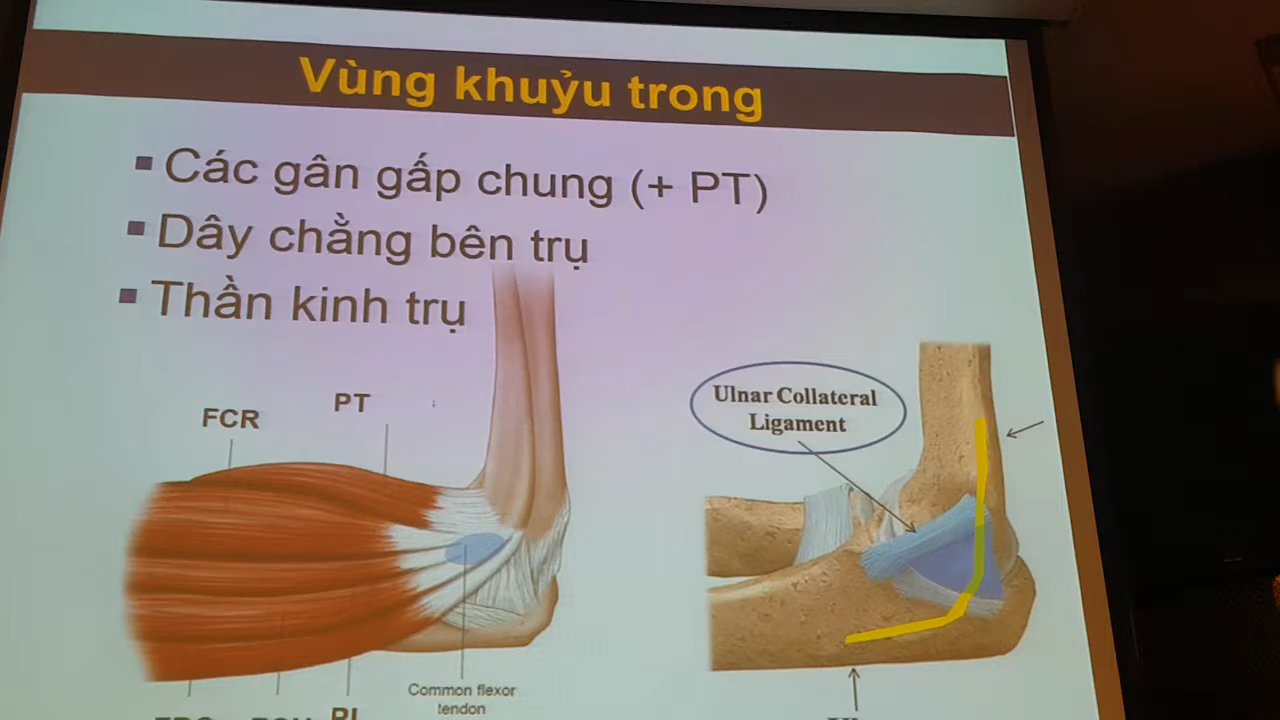 Vùng khuỷu trong
▪ Các gân gấp chung (+ PT)
▪ Dây chằng bên trụ
▪ Thần kinh trụ
FCR
PT
Ulnar Collateral
Ligament
Common flexor
tendon